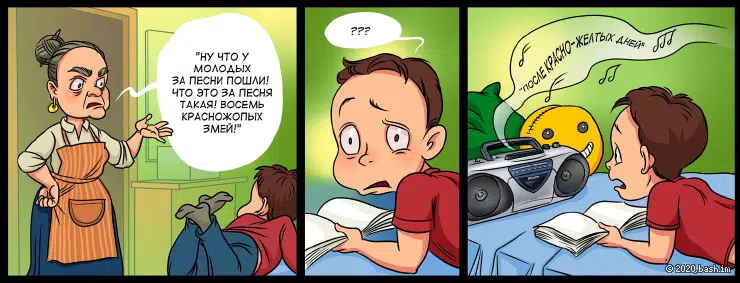 "НУ ЧТО У
МОЛОДЫХ
ЗА ПЕСНИ ПОШЛИ!
ЧТО ЭТО ЗА ПЕСНЯ
ТАКАЯ! ВОСЕМЬ
КРАСНОЖОПЫХ
ЗМЕЙ!"
???
"ПОСЛЕ КРАСНО-ЖЕЛТЫХ ДНЕЙ"
© 2020, bash.im